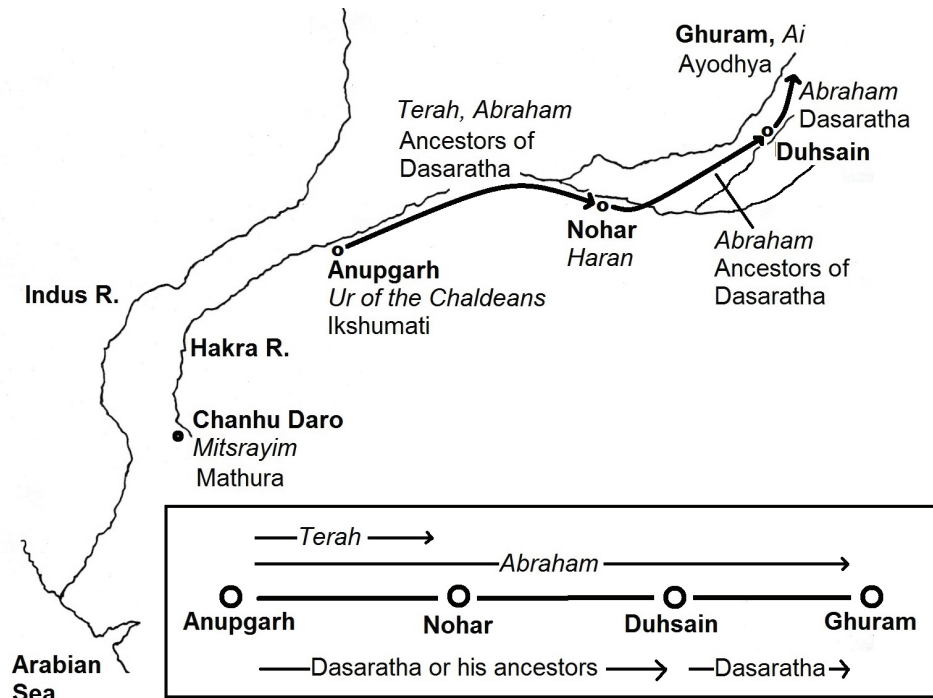 Ghuram, Ai
Ayodhya
Abraham
Dasaratha
Duhsain
Terah, Abraham
Ancestors of
Dasaratha
Nohar
Haran
Abraham
Ancestors of
Dasaratha
Anupgarh
Ur of the Chaldeans
Ikshumati
Indus R.
Hakra R.
Chanhu Daro
Mitsrayim
Mathura
Terah
Abraham
Anupgarh
Nohar
Duhsain
Ghuram
Dasaratha or his ancestors
Dasaratha
Arabian
Sea